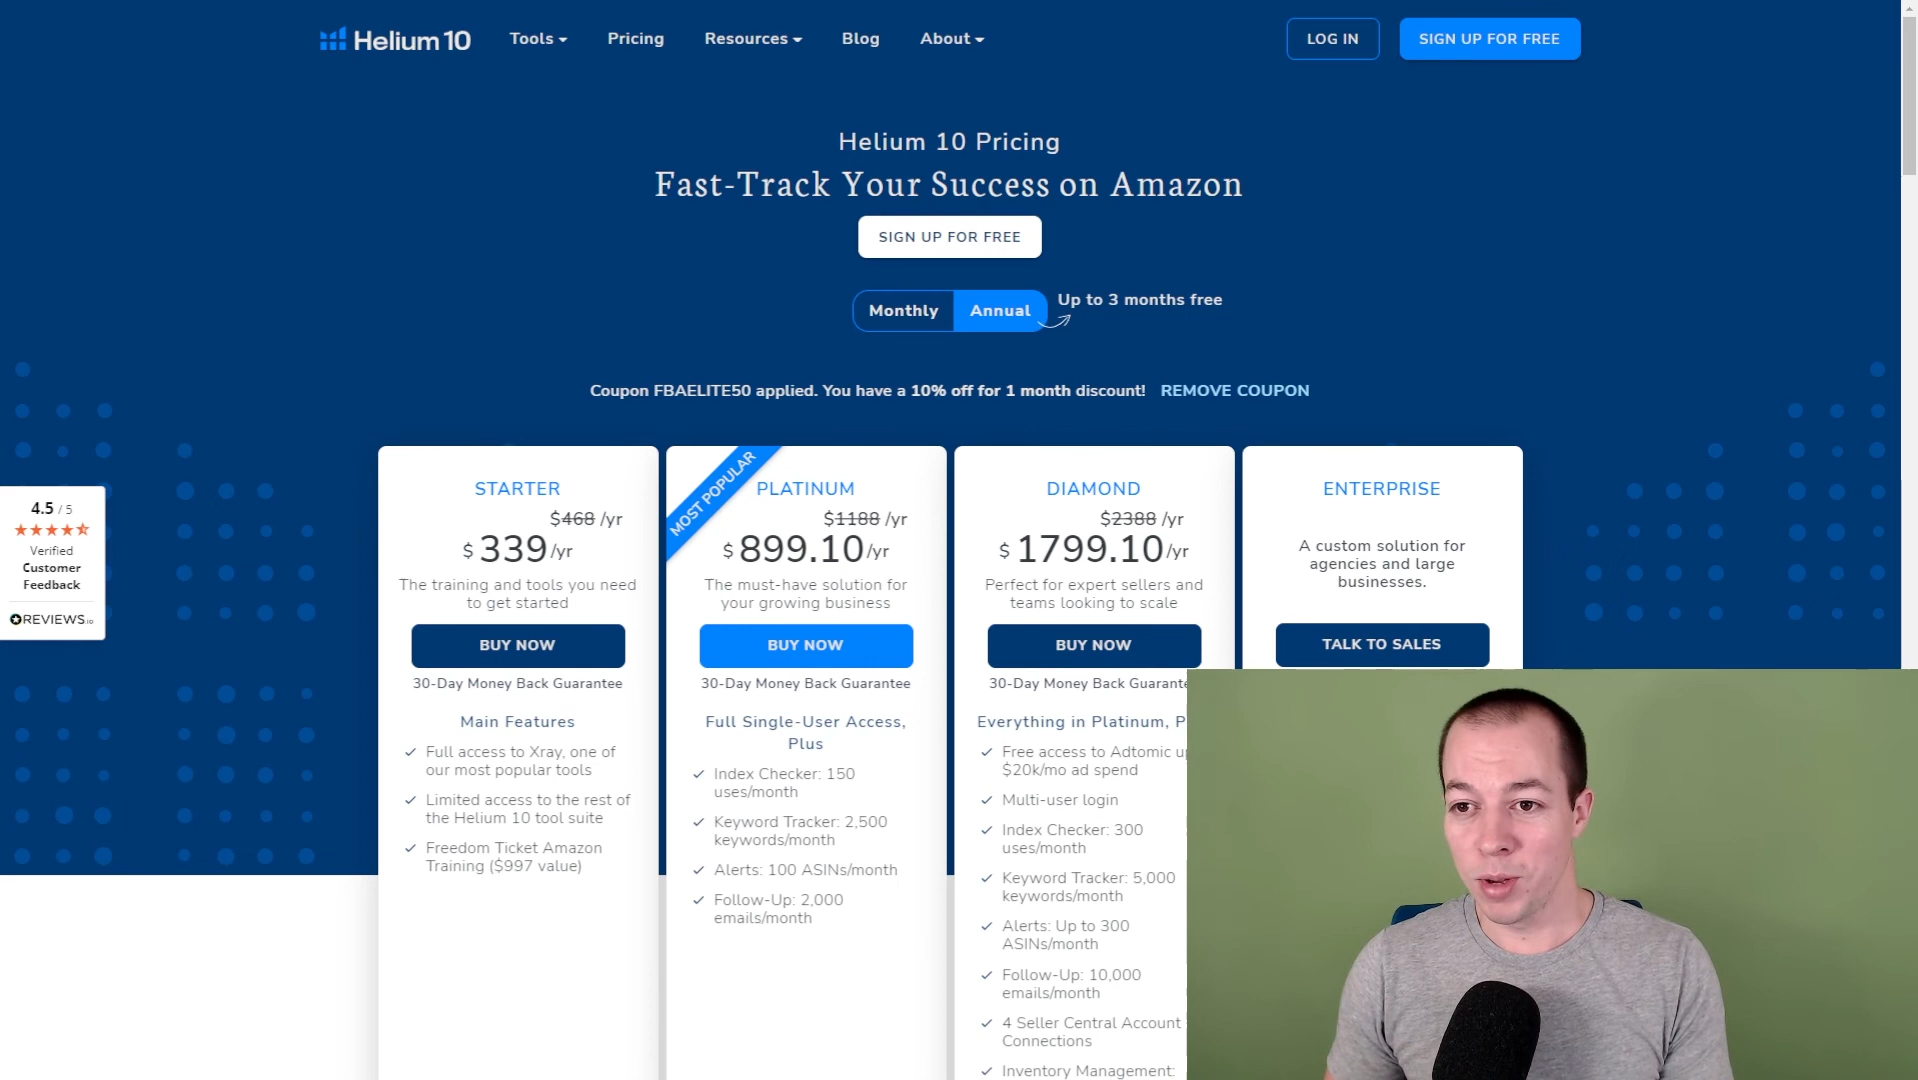 Helium 10
Tools
Pricing
Resources
Blog
About
LOG IN
SIGN UP FOR FREE
Helium 10 Pricing
Fast-Track Your Success on Amazon
SIGN UP FOR FREE
Monthly
Annual
Up to 3 months free
Coupon FBAELITE50 applied. You have a 10% off for 1 month discount! REMOVE COUPON
4.5 / 5
Verified
Customer
Feedback
REVIEWS.io
STARTER
$468 /yr
$ 339/yr
The training and tools you need
to get started
BUY NOW
30-Day Money Back Guarantee
Main Features
Full access to Xray, one of
our most popular tools
Limited access to the rest of
the Helium 10 tool suite
Freedom Ticket Amazon
Training ($997 value)
MOST POPULAR
PLATINUM
$1188 /yr
$ 899.10/yr
The must-have solution for
your growing business
BUY NOW
30-Day Money Back Guarantee
Full Single-User Access,
Plus
Index Checker: 150
uses/month
Keyword Tracker: 2,500
keywords/month
Alerts: 100 ASINs/month
Follow-Up: 2,000
emails/month
DIAMOND
$2388 /yr
$ 1799.10/yr
Perfect for expert sellers and
teams looking to scale
BUY NOW
30-Day Money Back Guarante
Everything in Platinum, P
Free access to Adtomic up
$20k/mo ad spend
Multi-user login
Index Checker: 300
uses/month
Keyword Tracker: 5,000
keywords/month
Alerts: Up to 300
ASINs/month
Follow-Up: 10,000
emails/month
4 Seller Central Account
Connections
Inventory Management:
ENTERPRISE
A custom solution for
agencies and large
businesses.
TALK TO SALES